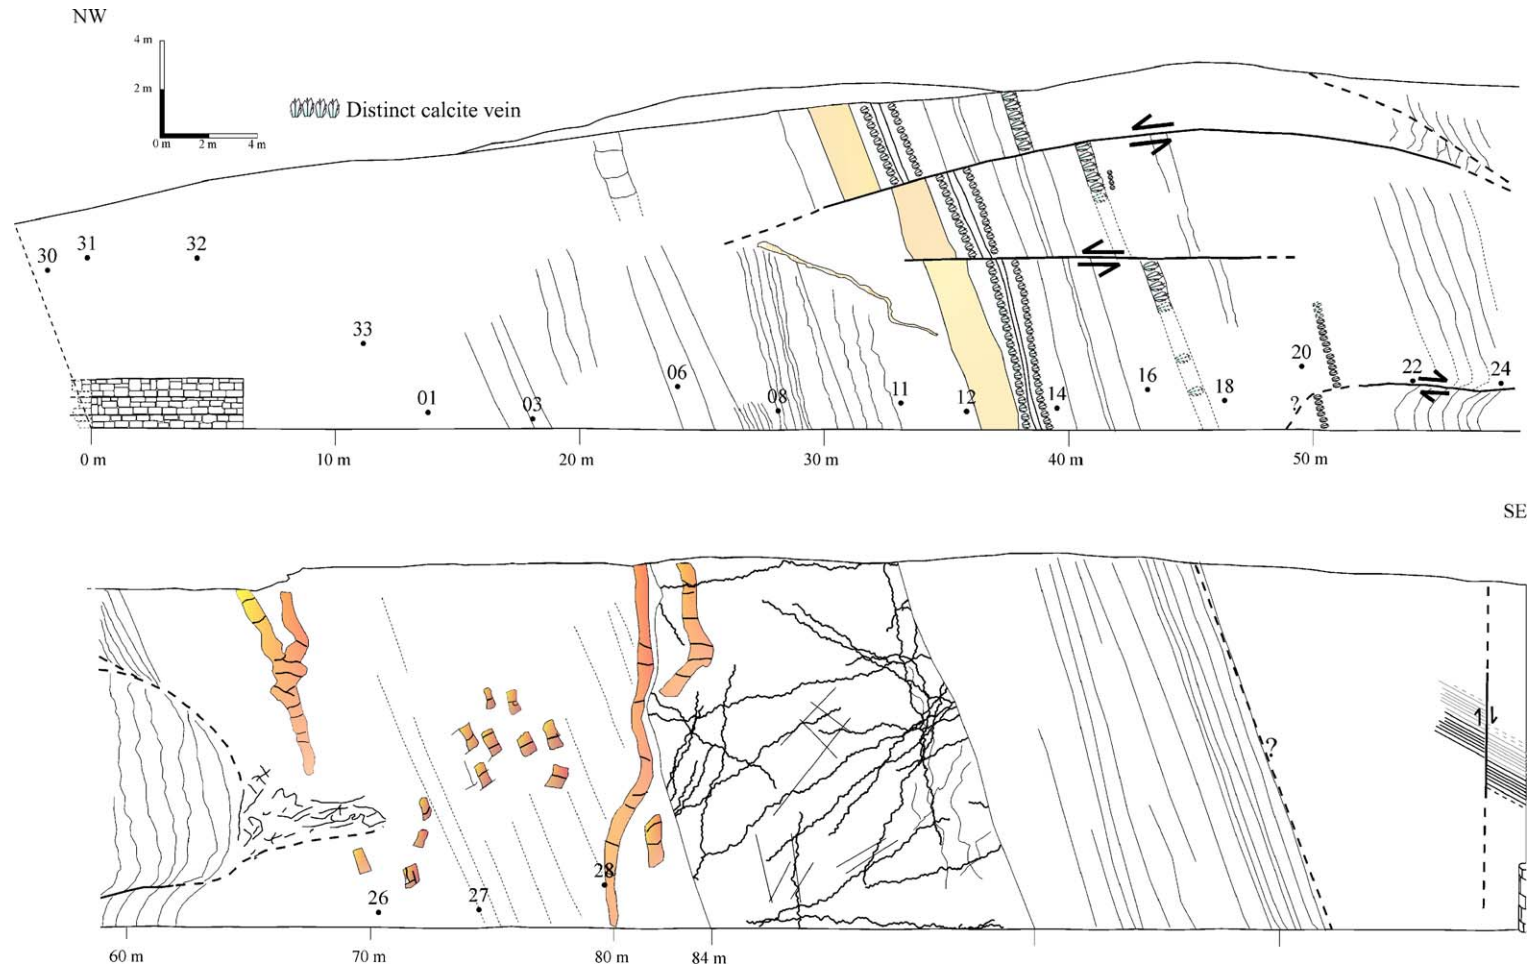 NW
4 m
2 m
0 m 2 m 4 m
Distinct calcite vein
30 31 32
33
01 03 06 08 11 12 14 16 18 20 22 24
?
0 m 10 m 20 m 30 m 40 m 50 m
SE
?
26 27 28
60 m 70 m 80 m 84 m